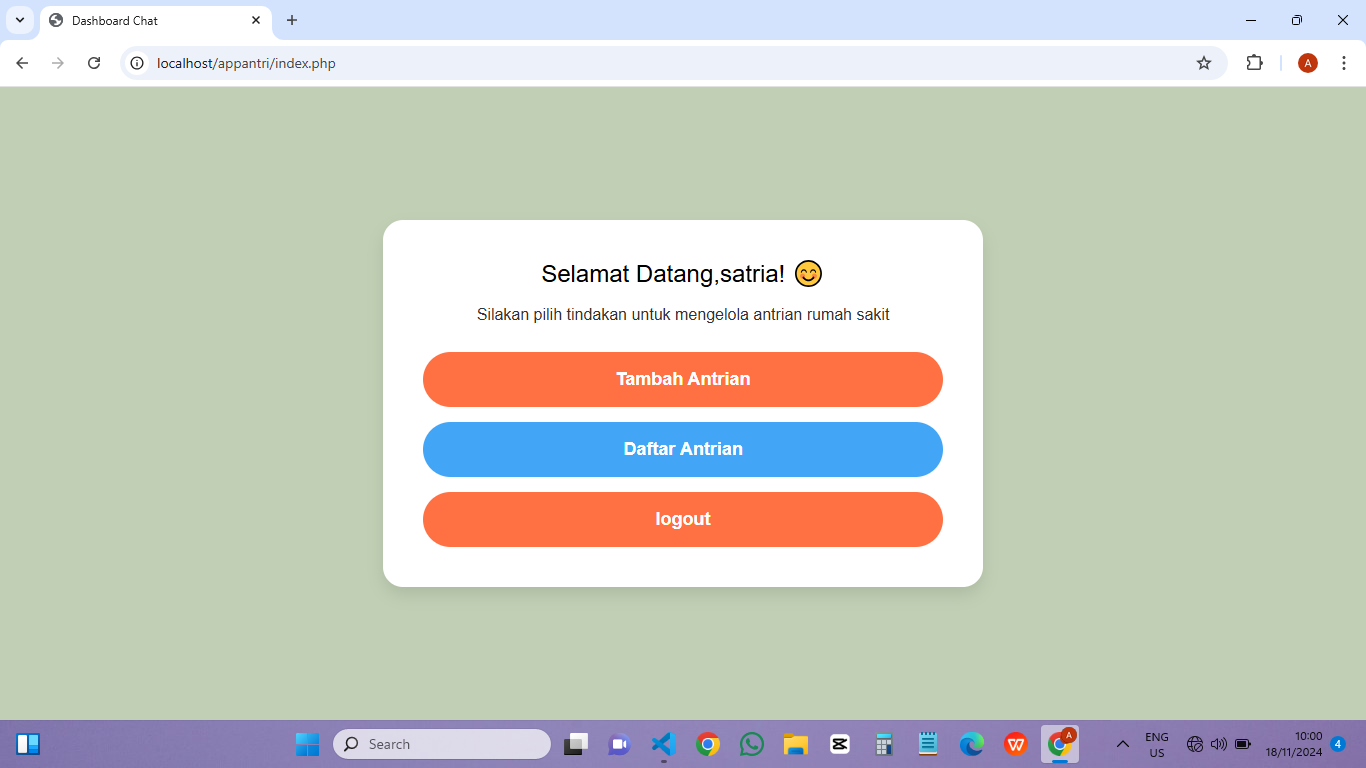 Dashboard Chat
localhost/appantri/index.php
A
Selamat Datang,satria! 😊
Silakan pilih tindakan untuk mengelola antrian rumah sakit
Tambah Antrian
Daftar Antrian
logout
Search
A
ENG
US
10:00
18/11/2024
4